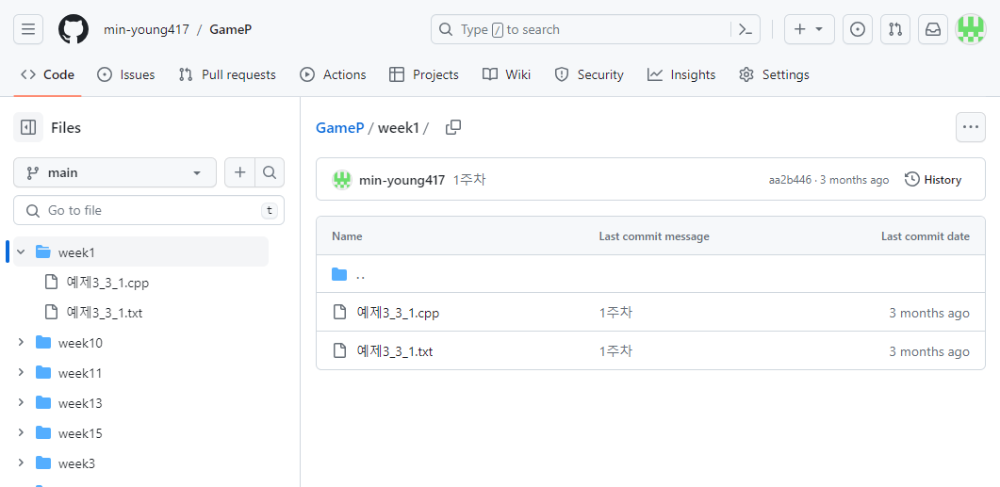 min-young417 / GameP
Type / to search
Code Issues Pull requests Actions Projects Wiki Security Insights Settings
Files
main
Go to file t
week1
예제3_3_1.cpp
예제3_3_1.txt
week10
week11
week13
week15
week3
GameP / week1 /
min-young417 1주차 aa2b446 · 3 months ago History
Name Last commit message Last commit date
..
예제3_3_1.cpp 1주차 3 months ago
예제3_3_1.txt 1주차 3 months ago